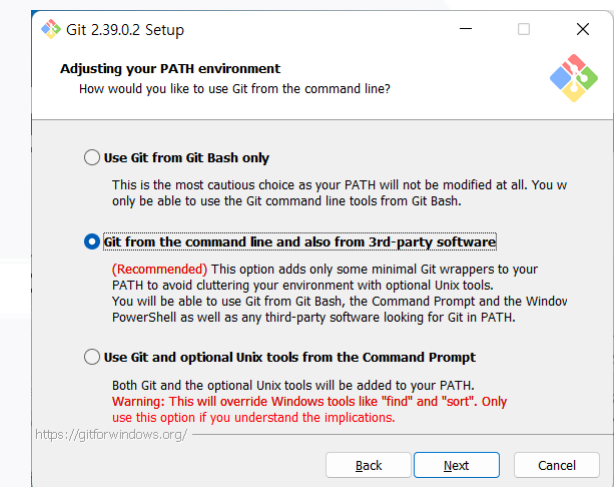 Git 2.39.0.2 Setup
Adjusting your PATH environment
How would you like to use Git from the command line?
Use Git from Git Bash only
This is the most cautious choice as your PATH will not be modified at all. You w
only be able to use the Git command line tools from Git Bash.
Git from the command line and also from 3rd-party software
(Recommended) This option adds only some minimal Git wrappers to your
PATH to avoid cluttering your environment with optional Unix tools.
You will be able to use Git from Git Bash, the Command Prompt and the Window
PowerShell as well as any third-party software looking for Git in PATH.
Use Git and optional Unix tools from the Command Prompt
Both Git and the optional Unix tools will be added to your PATH.
Warning: This will override Windows tools like "find" and "sort". Only
use this option if you understand the implications.
https://gitforwindows.org/
Back Next Cancel